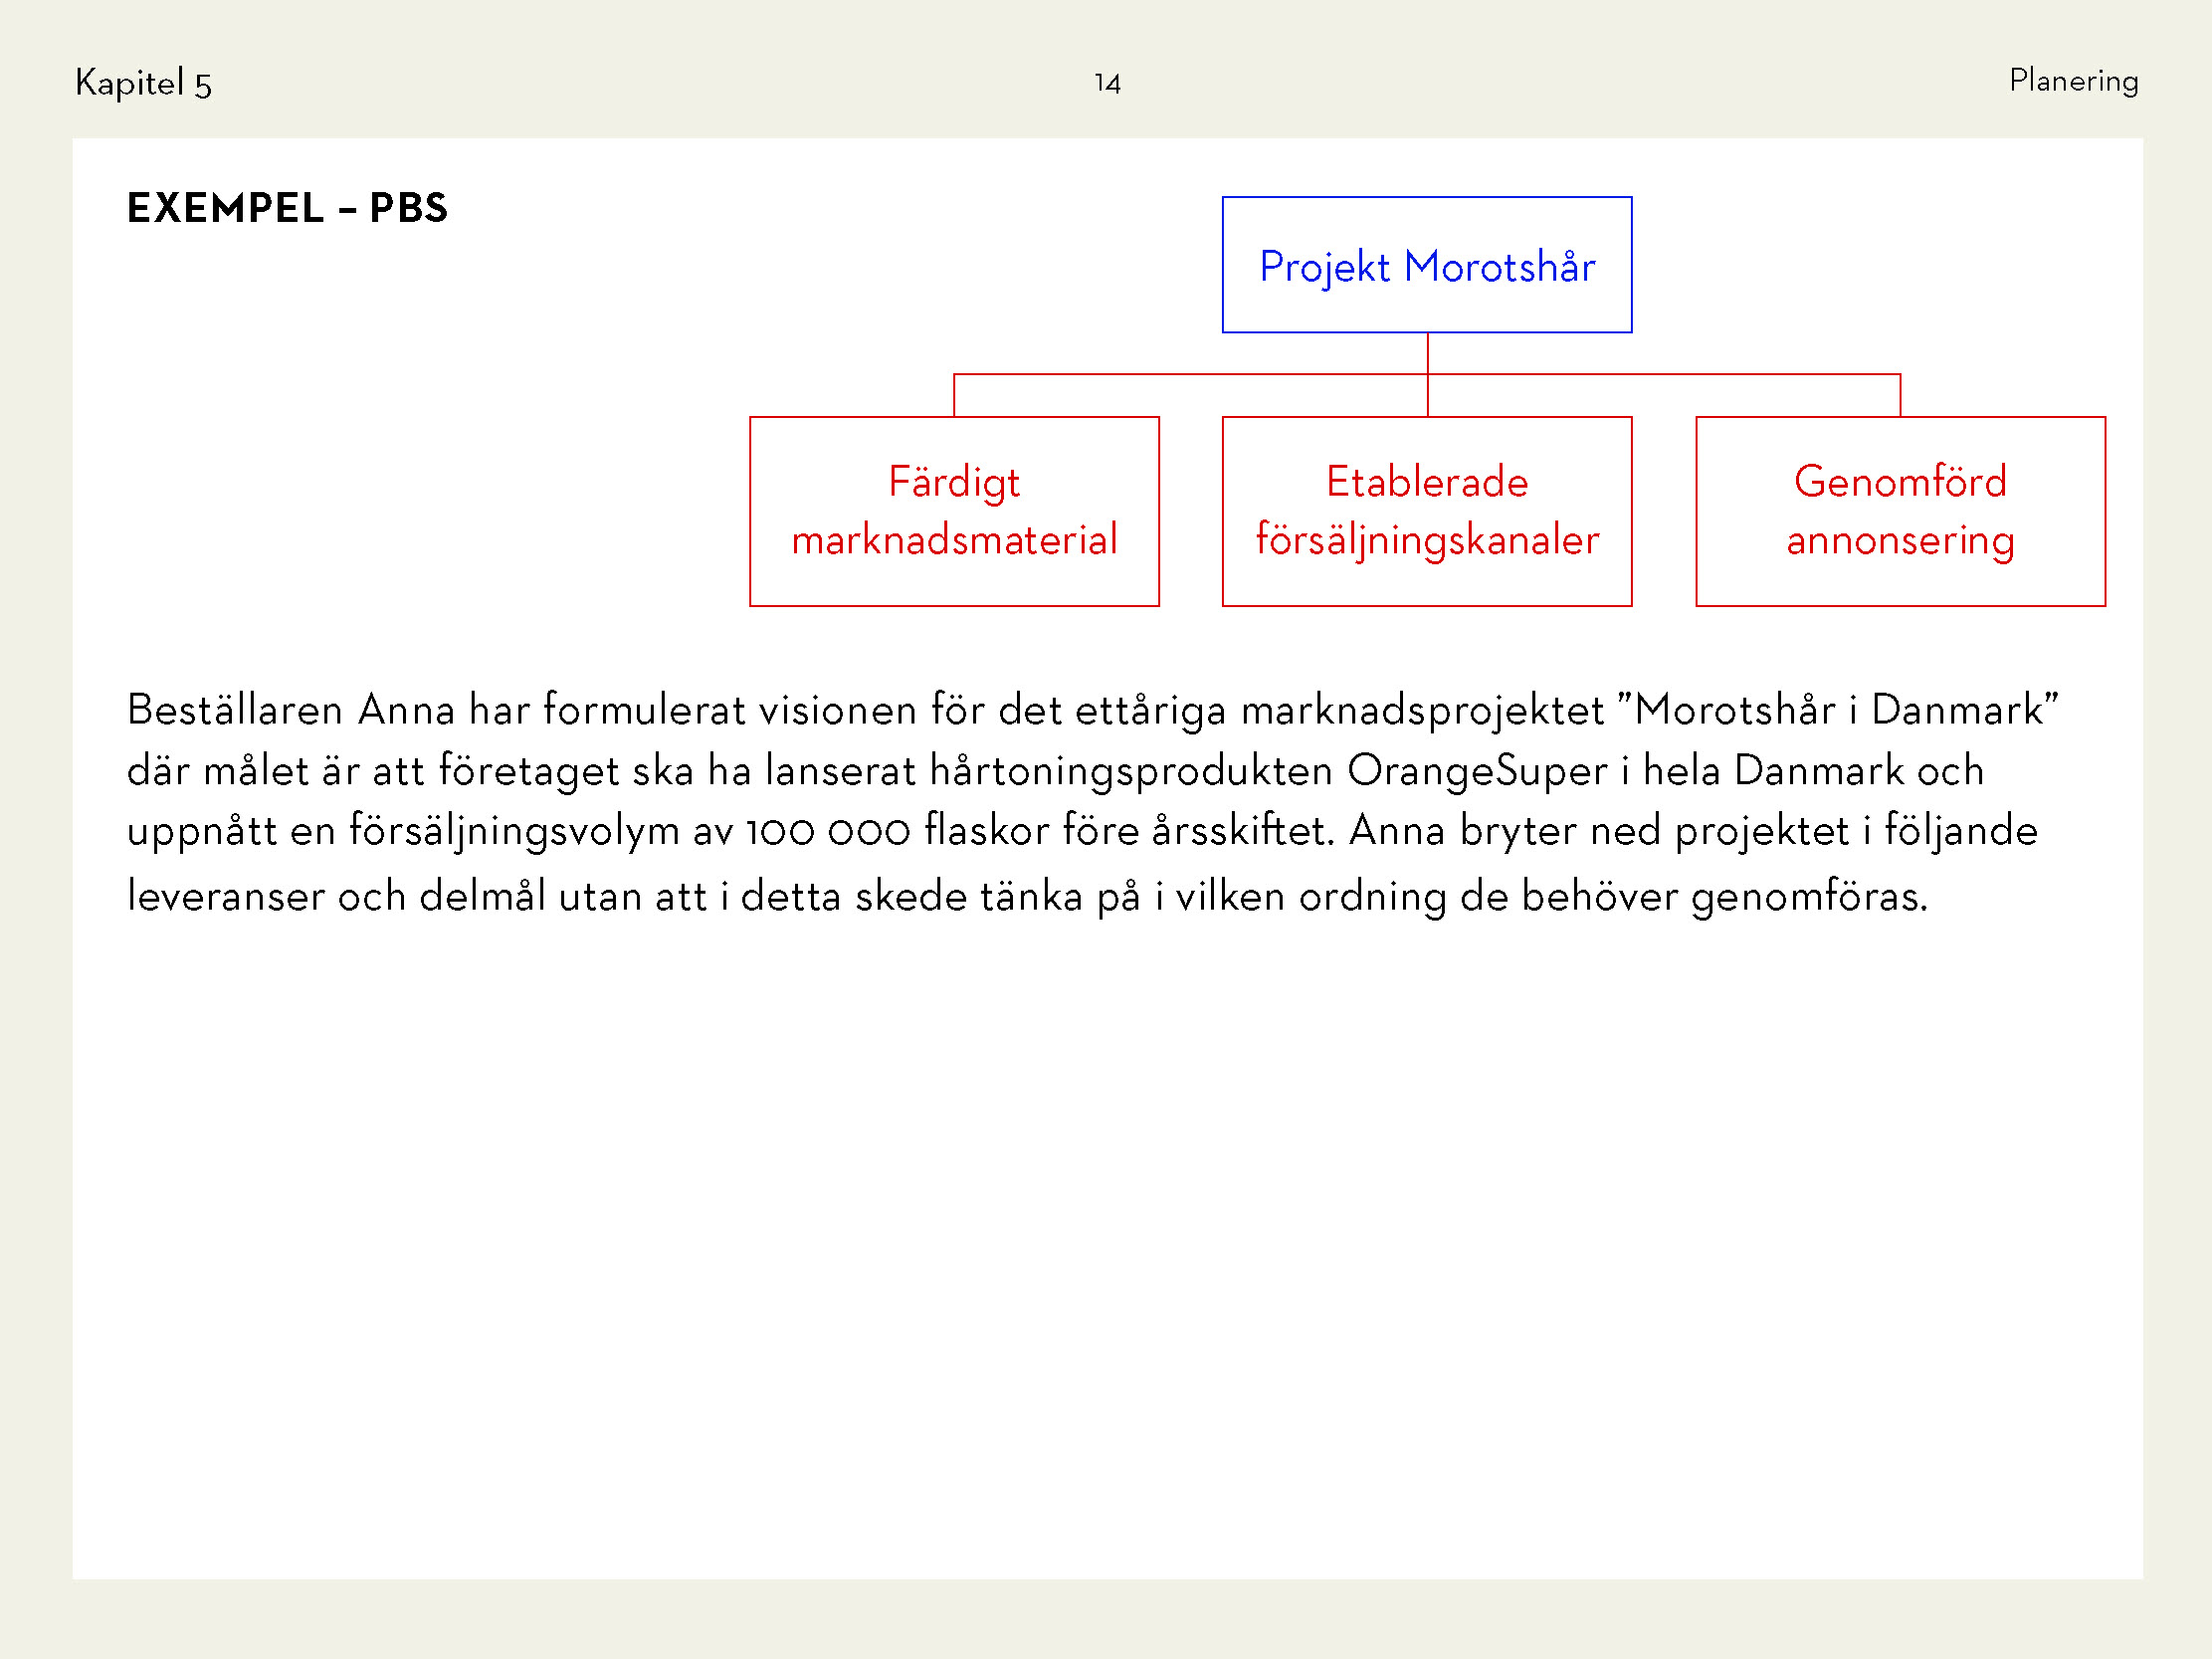 Kapitel 5
14
Planering
EXEMPEL – PBS
Projekt Morotshår
Färdigt
marknadsmaterial
Etablerade
försäljningskanaler
Genomförd
annonsering
Beställaren Anna har formulerat visionen för det ettåriga marknadsprojektet ”Morotshår i Danmark”
där målet är att företaget ska ha lanserat hårtoningsprodukten OrangeSuper i hela Danmark och
uppnått en försäljningsvolym av 100 000 flaskor före årsskiftet. Anna bryter ned projektet i följande
leveranser och delmål utan att i detta skede tänka på i vilken ordning de behöver genomföras.